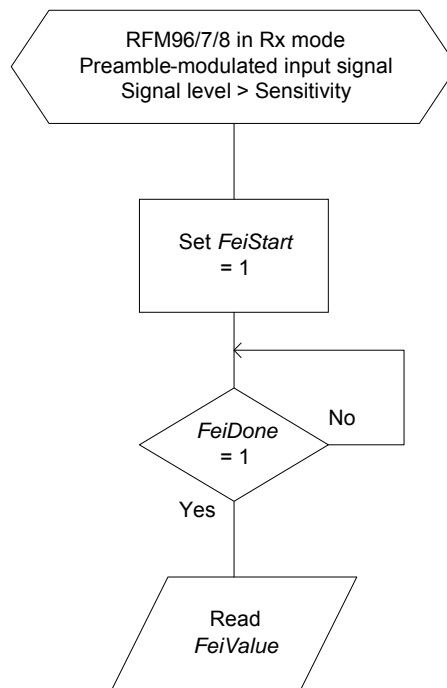 RFM96/7/8 in Rx mode
Preamble-modulated input signal
Signal level > Sensitivity
Set FeiStart
= 1
FeiDone
= 1
No
Yes
Read
FeiValue